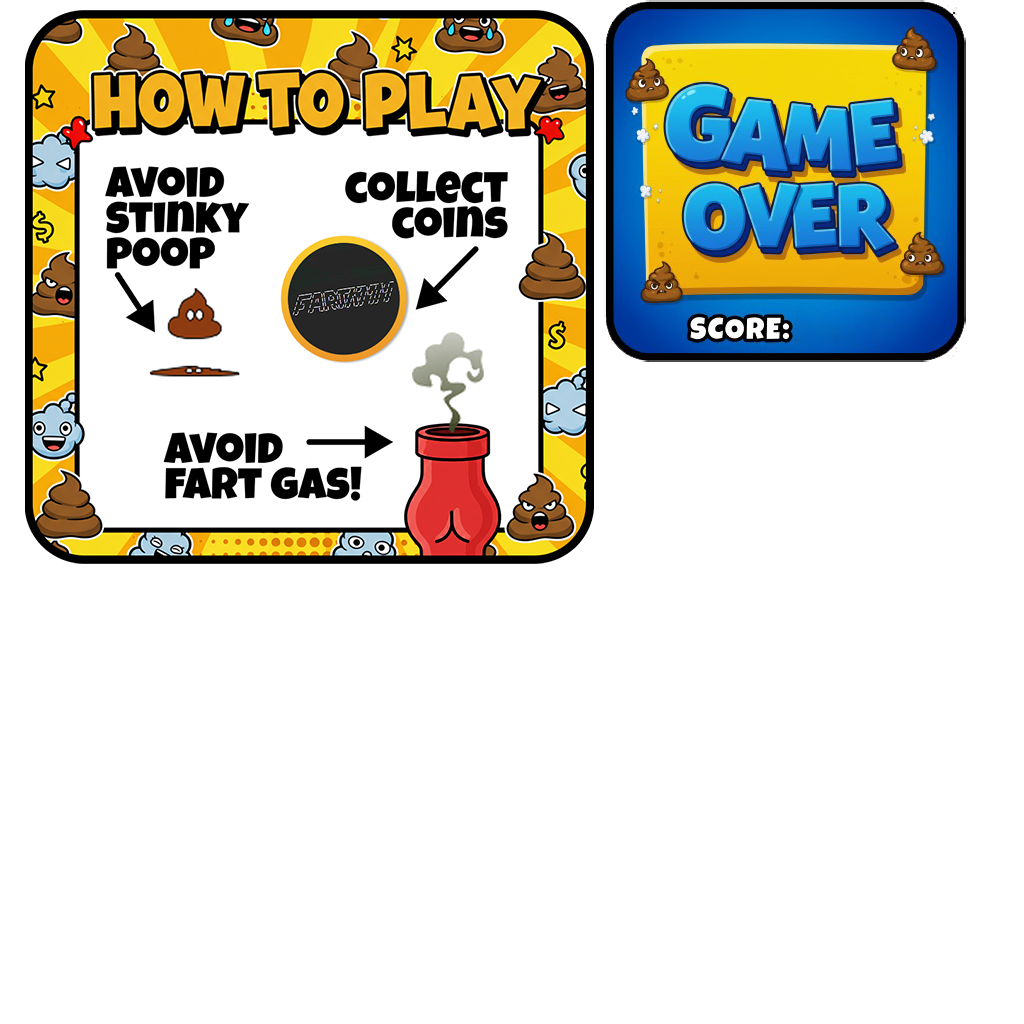 HOW TO PLAY
AVOID
STINKY
POOP
COLLECT
COINS
FARTWIN
AVOID
FART GAS!
GAME
OVER
SCORE: